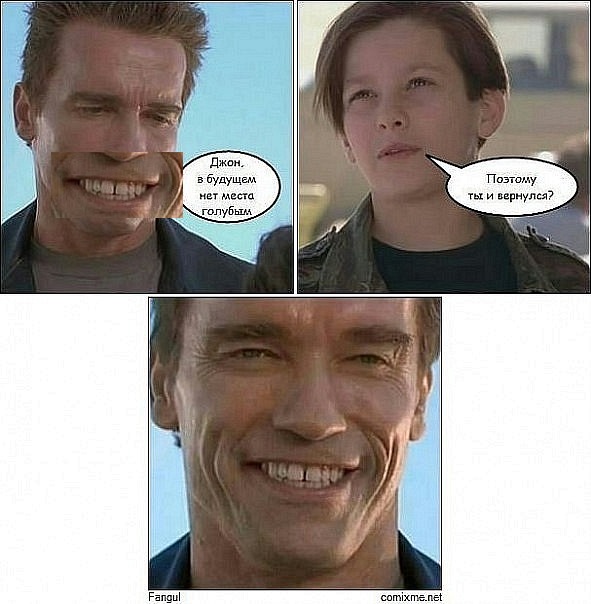 Джон,
в будущем
нет места
голубым
Поэтому
ты и вернулся?
Fangul
comixme.net